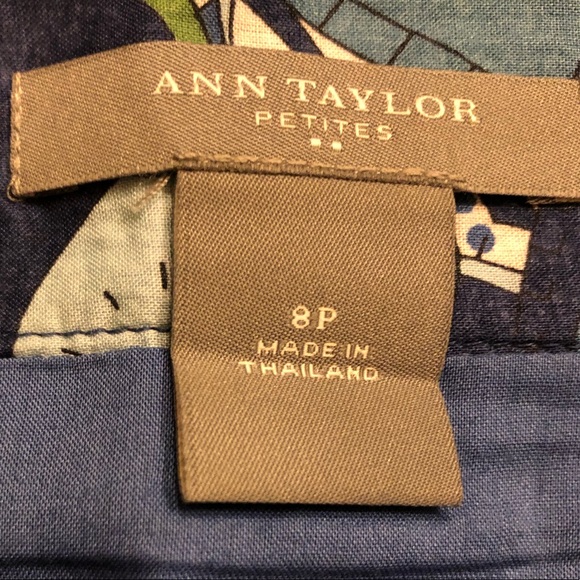 ANN TAYLOR
PETITES
8P
MADE IN
THAILAND